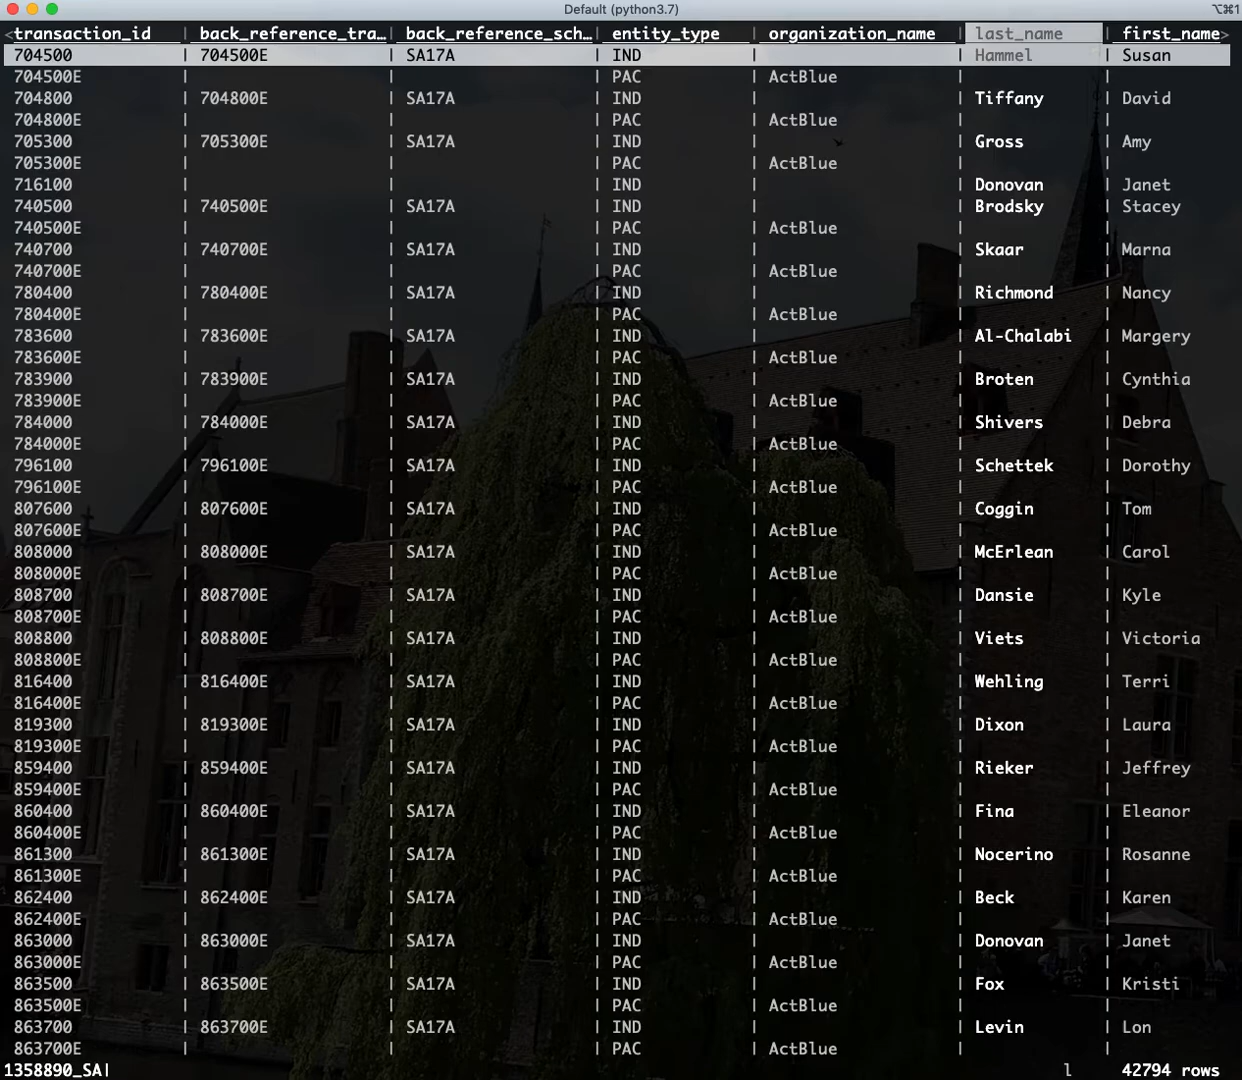 Default (python3.7) ⌥⌘1
<transaction_id | back_reference_tra…| back_reference_sch…| entity_type | organization_name | last_name | first_name>
704500 | 704500E | SA17A | IND | | Hammel | Susan
704500E | | | PAC | ActBlue | |
704800 | 704800E | SA17A | IND | | Tiffany | David
704800E | | | PAC | ActBlue | |
705300 | 705300E | SA17A | IND | | Gross | Amy
705300E | | | PAC | ActBlue | |
716100 | | | IND | | Donovan | Janet
740500 | 740500E | SA17A | IND | | Brodsky | Stacey
740500E | | | PAC | ActBlue | |
740700 | 740700E | SA17A | IND | | Skaar | Marna
740700E | | | PAC | ActBlue | |
780400 | 780400E | SA17A | IND | | Richmond | Nancy
780400E | | | PAC | ActBlue | |
783600 | 783600E | SA17A | IND | | Al-Chalabi | Margery
783600E | | | PAC | ActBlue | |
783900 | 783900E | SA17A | IND | | Broten | Cynthia
783900E | | | PAC | ActBlue | |
784000 | 784000E | SA17A | IND | | Shivers | Debra
784000E | | | PAC | ActBlue | |
796100 | 796100E | SA17A | IND | | Schettek | Dorothy
796100E | | | PAC | ActBlue | |
807600 | 807600E | SA17A | IND | | Coggin | Tom
807600E | | | PAC | ActBlue | |
808000 | 808000E | SA17A | IND | | McErlean | Carol
808000E | | | PAC | ActBlue | |
808700 | 808700E | SA17A | IND | | Dansie | Kyle
808700E | | | PAC | ActBlue | |
808800 | 808800E | SA17A | IND | | Viets | Victoria
808800E | | | PAC | ActBlue | |
816400 | 816400E | SA17A | IND | | Wehling | Terri
816400E | | | PAC | ActBlue | |
819300 | 819300E | SA17A | IND | | Dixon | Laura
819300E | | | PAC | ActBlue | |
859400 | 859400E | SA17A | IND | | Rieker | Jeffrey
859400E | | | PAC | ActBlue | |
860400 | 860400E | SA17A | IND | | Fina | Eleanor
860400E | | | PAC | ActBlue | |
861300 | 861300E | SA17A | IND | | Nocerino | Rosanne
861300E | | | PAC | ActBlue | |
862400 | 862400E | SA17A | IND | | Beck | Karen
862400E | | | PAC | ActBlue | |
863000 | 863000E | SA17A | IND | | Donovan | Janet
863000E | | | PAC | ActBlue | |
863500 | 863500E | SA17A | IND | | Fox | Kristi
863500E | | | PAC | ActBlue | |
863700 | 863700E | SA17A | IND | | Levin | Lon
863700E | | | PAC | ActBlue | |
1358890_SA| l 42794 rows